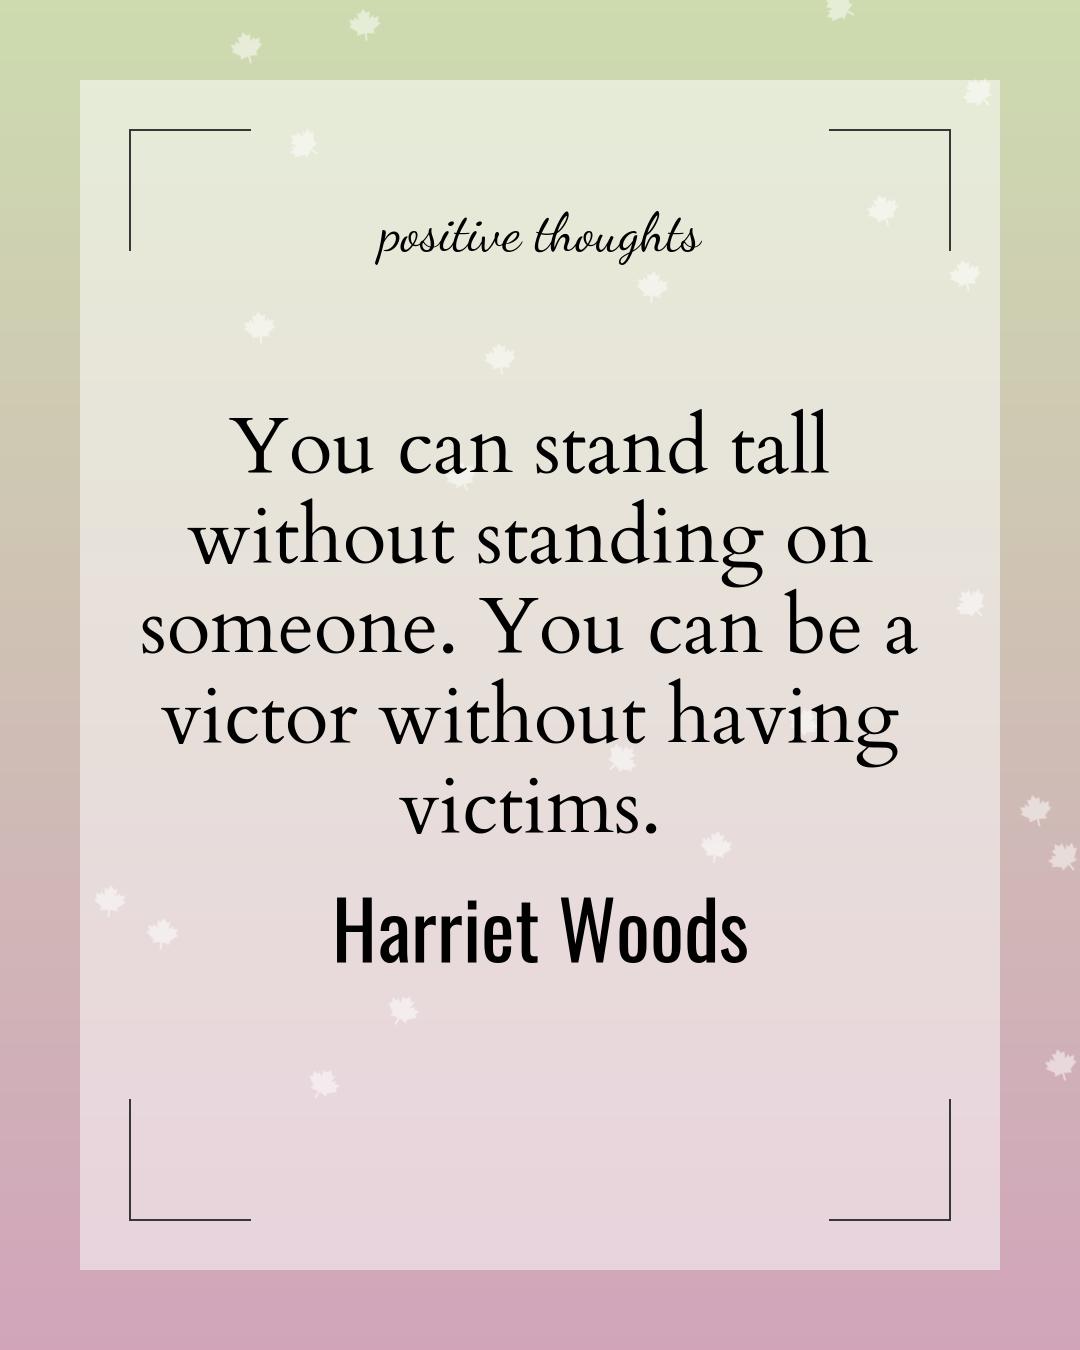 positive thoughts
You can stand tall
without standing on
someone. You can be a
victor without having
victims.
Harriet Woods